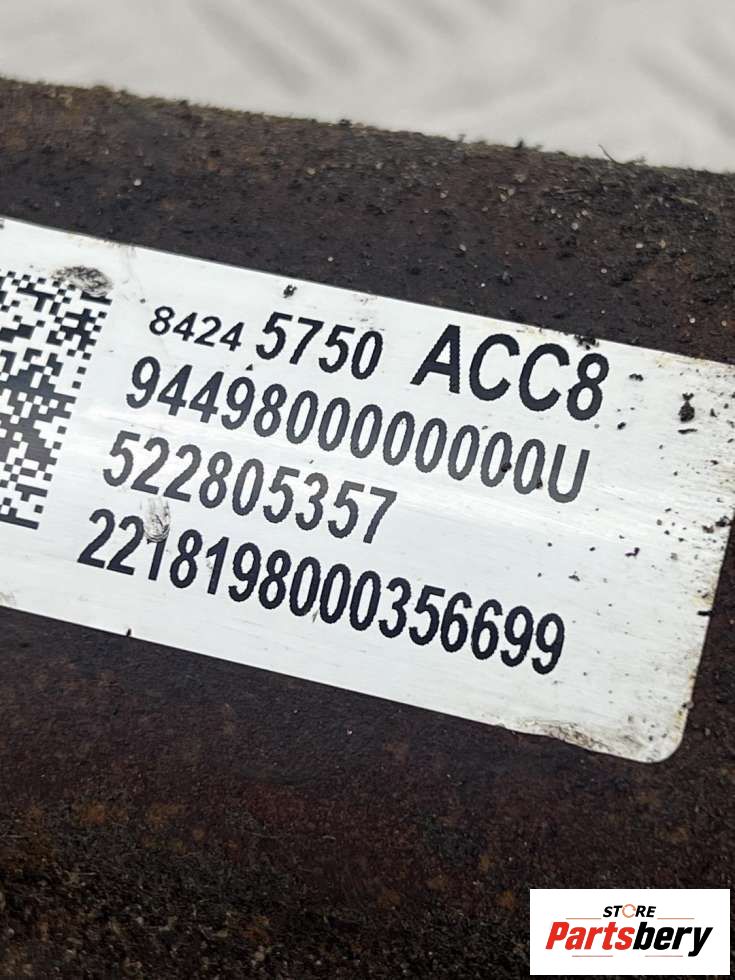 8424 5750 ACC8
9449800000000U
522805357
2218198000356699
STORE
Partsbery